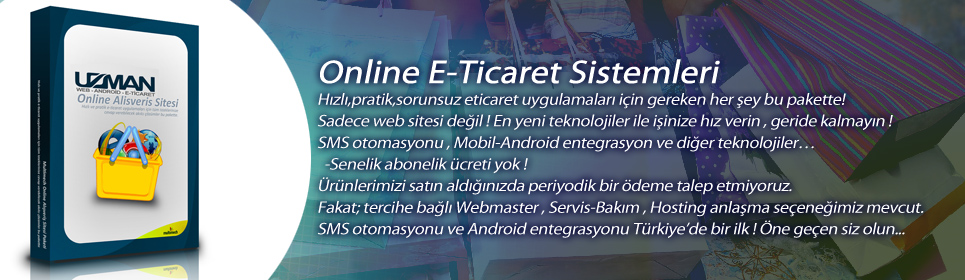 UZMAN
WEB - ANDROID - E-TICARET
Online Alisveris Sitesi
Online E-Ticaret Sistemleri
Hızlı,pratik,sorunsuz eticaret uygulamaları için gereken her şey bu pakette!
Sadece web sitesi değil ! En yeni teknolojiler ile işinize hız verin , geride kalmayın !
SMS otomasyonu , Mobil-Android entegrasyon ve diğer teknolojiler…
-Senelik abonelik ücreti yok !
Ürünlerimizi satın aldığınızda periyodik bir ödeme talep etmiyoruz.
Fakat; tercihe bağlı Webmaster , Servis-Bakım , Hosting anlaşma seçeneğimiz mevcut.
SMS otomasyonu ve Android entegrasyonu Türkiye’de bir ilk ! Öne geçen siz olun...